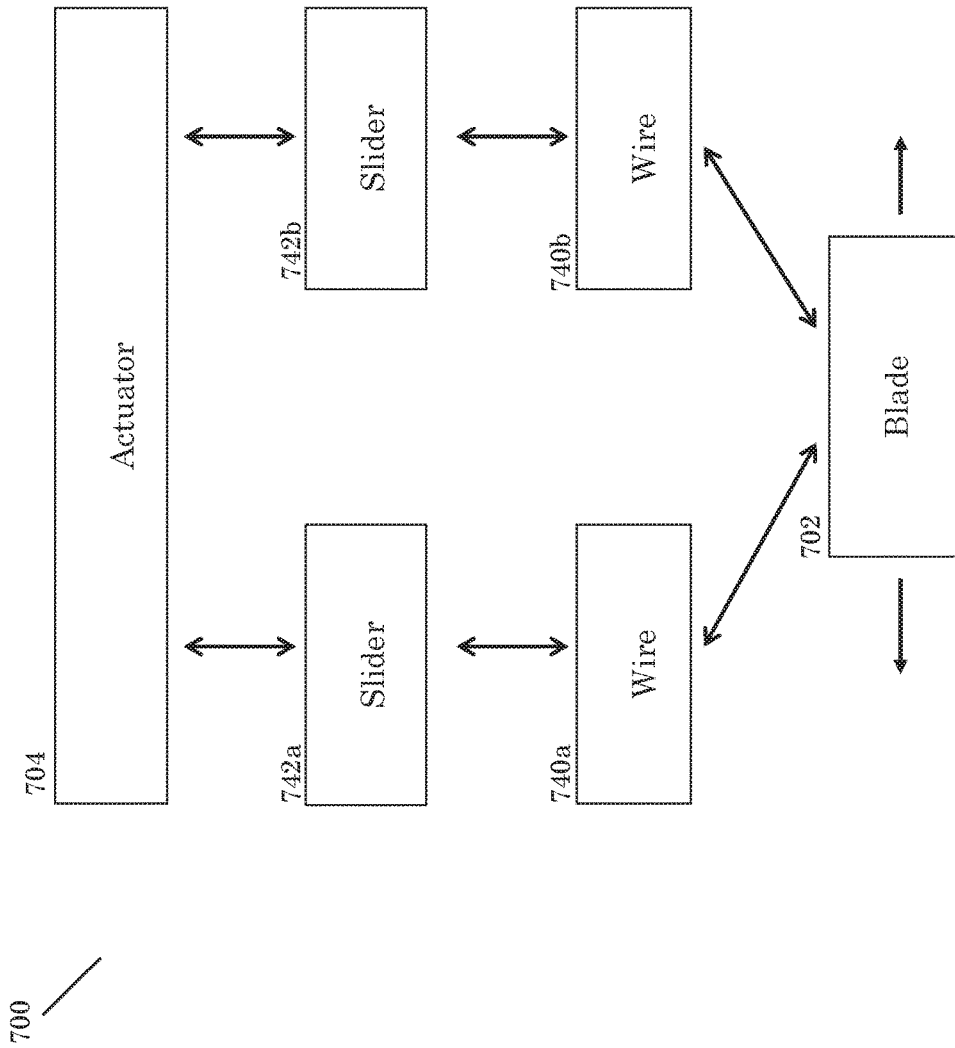 700
704
Actuator
742a
742b
Slider
Slider
740a
740b
Wire
Wire
702
Blade